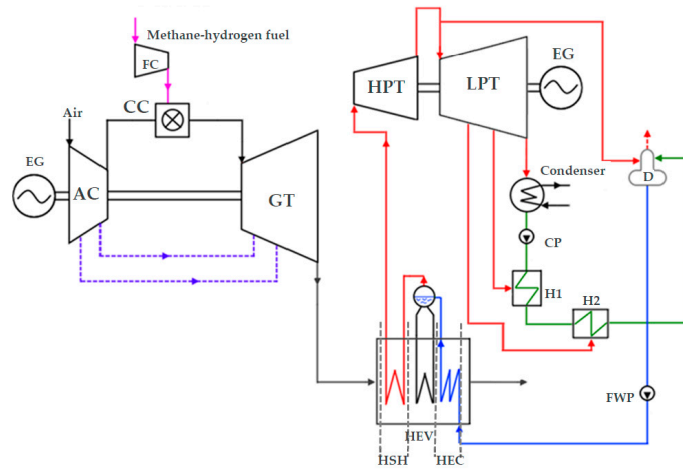 Methane-hydrogen fuel
FC
CC
Air
EG
AC
GT
HPT
LPT
EG
Condenser
D
CP
H1
H2
FWP
HEV
HSH
HEC